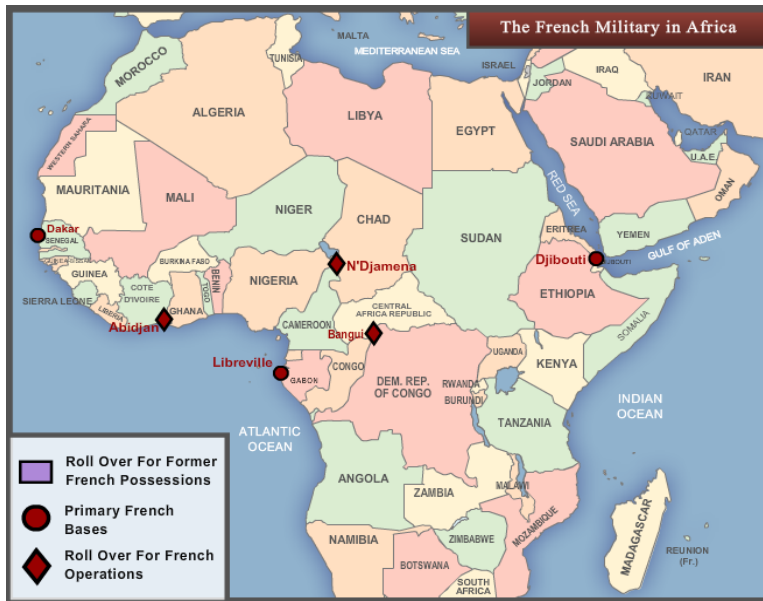 The French Military in Africa
MALTA
MEDITERRANEAN SEA
TUNISIA
MOROCCO
ISRAEL
IRAQ
IRAN
JORDAN
KUWAIT
ALGERIA
LIBYA
EGYPT
WESTERN SAHARA
QATAR
SAUDI ARABIA
U.A.E.
OMAN
RED SEA
MAURITANIA
MALI
NIGER
CHAD
SUDAN
ERITREA
YEMEN
Dakar
SENEGAL
GULF OF ADEN
BURKINA FASO
N'Djamena
Djibouti
GUINEA
BENIN
NIGERIA
ETHIOPIA
SIERRA LEONE
COTE
D'IVOIRE
TOGO
GHANA
LIBERIA
CENTRAL
AFRICA REPUBLIC
SOMALIA
Abidjan
CAMEROON
Bangui
Libreville
GABON
CONGO
UGANDA
KENYA
DEM. REP.
OF CONGO
RWANDA
BURUNDI
INDIAN
OCEAN
TANZANIA
ATLANTIC
OCEAN
ANGOLA
ZAMBIA
MALAWI
MOZAMBIQUE
MADAGASCAR
ZIMBABWE
NAMIBIA
BOTSWANA
REUNION
(Fr.)
SOUTH
AFRICA
Roll Over For Former
French Possessions
Primary French
Bases
Roll Over For French
Operations